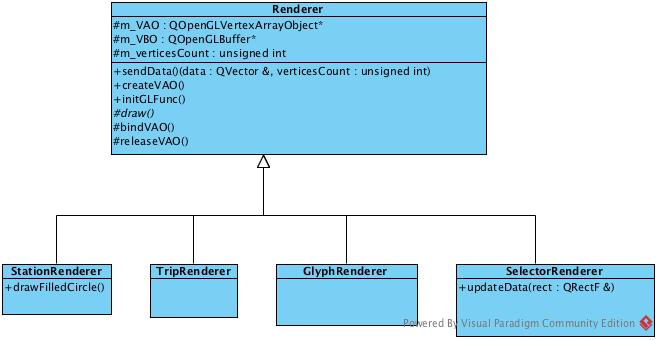 Renderer
#m_VAO : QOpenGLVertexArrayObject*
#m_VBO : QOpenGLBuffer*
#m_verticesCount : unsigned int
+sendData()(data : QVector &, verticesCount : unsigned int)
+createVAO()
+initGLFunc()
#draw()
#bindVAO()
#releaseVAO()
StationRenderer
+drawFilledCircle()
TripRenderer
GlyphRenderer
SelectorRenderer
+updateData(rect : QRectF &)
Powered By Visual Paradigm Community Edition